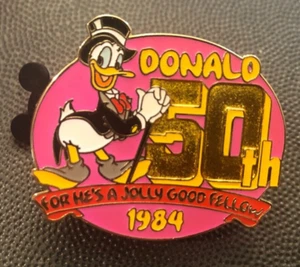 DONALD
50th
FOR HE'S A JOLLY GOOD FELLOW
1984